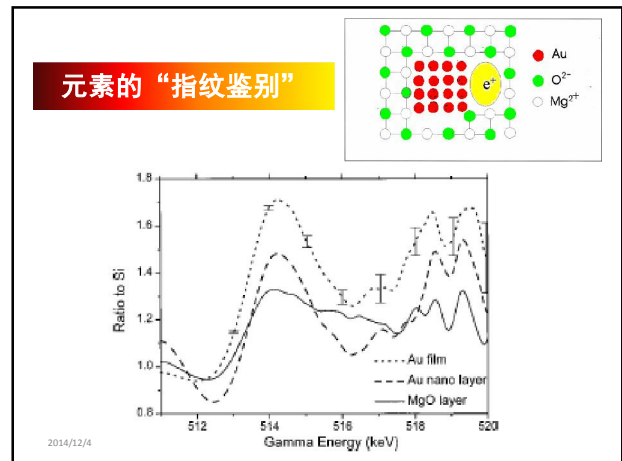 元素的“指纹鉴别”
e⁺
Au
O²⁻
Mg²⁺
1.8
1.6
1.4
1.2
1.0
0.8
Ratio to Si
Au film
Au nano layer
MgO layer
512
514
516
518
520
Gamma Energy (keV)
2014/12/4